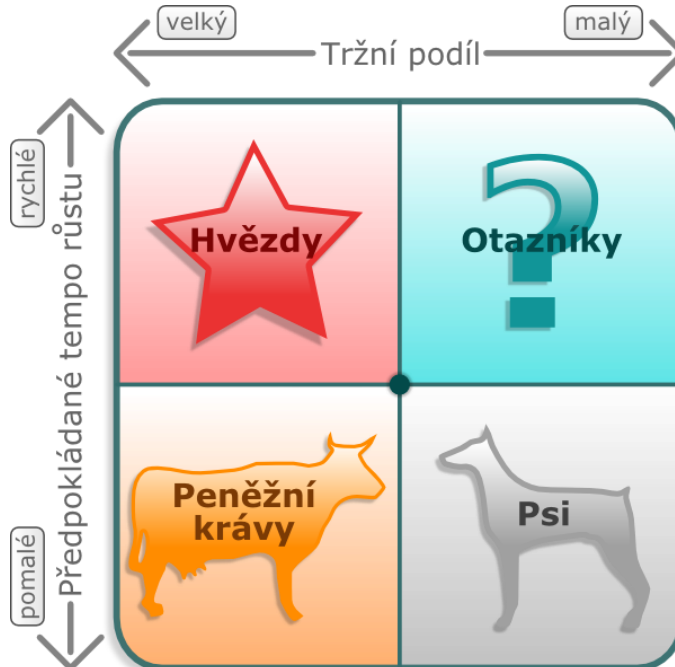 velký
malý
Tržní podíl
rychlé
Předpokládané tempo růstu
pomalé
Hvězdy
Otazníky
Peněžní
krávy
Psi